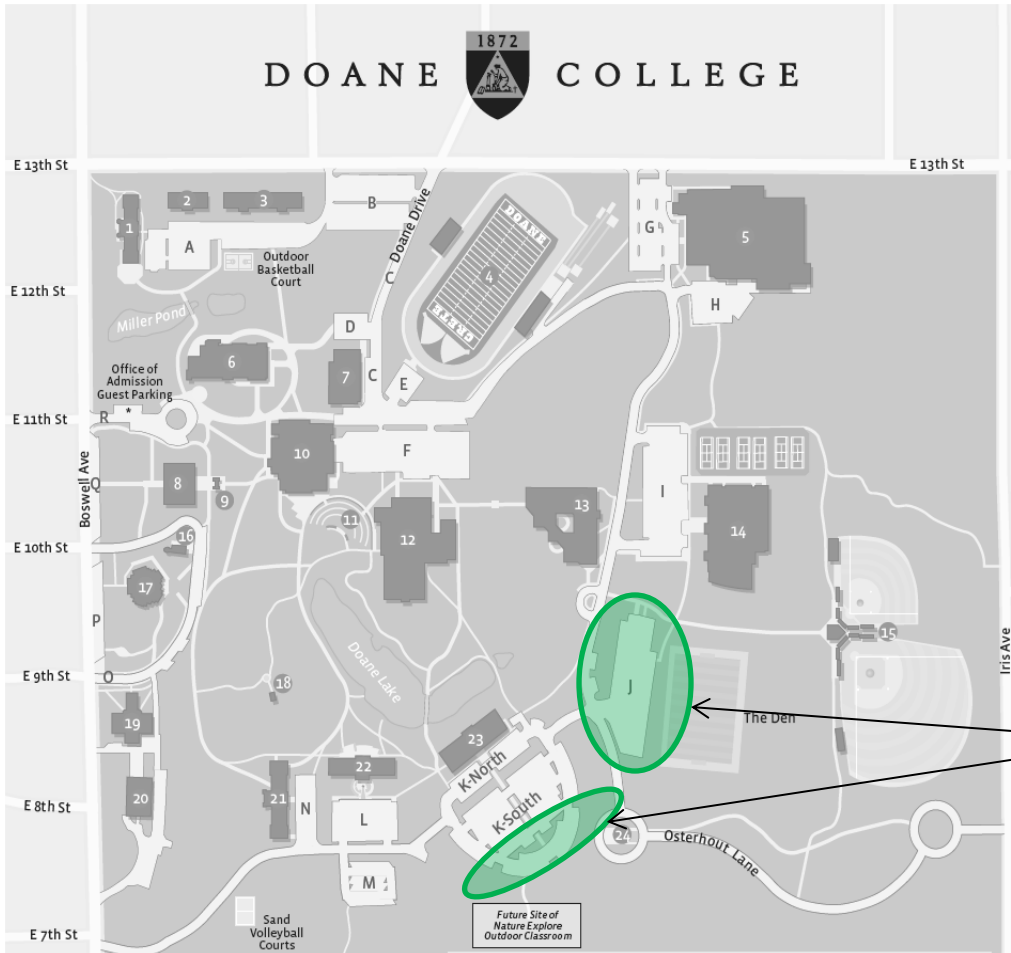 1872
DOANE COLLEGE
E 13th St
E 13th St
1
2
3
B
Doane Drive
DOANE
G
5
A
Outdoor
Basketball
Court
C
4
E 12th St
H
Miller Pond
CRETE
D
6
7
C
E
Office of
Admission
Guest Parking
*
R
E 11th St
10
F
Boswell Ave
Q
8
9
I
11
12
13
14
16
E 10th St
17
P
15
Iris Ave
Doane Lake
E 9th St
O
18
J
19
The Den
23
K-North
22
20
21
N
L
K-South
E 8th St
24
Osterhout Lane
M
Sand
Volleyball
Courts
Future Site of
Nature Explore
Outdoor Classroom
E 7th St